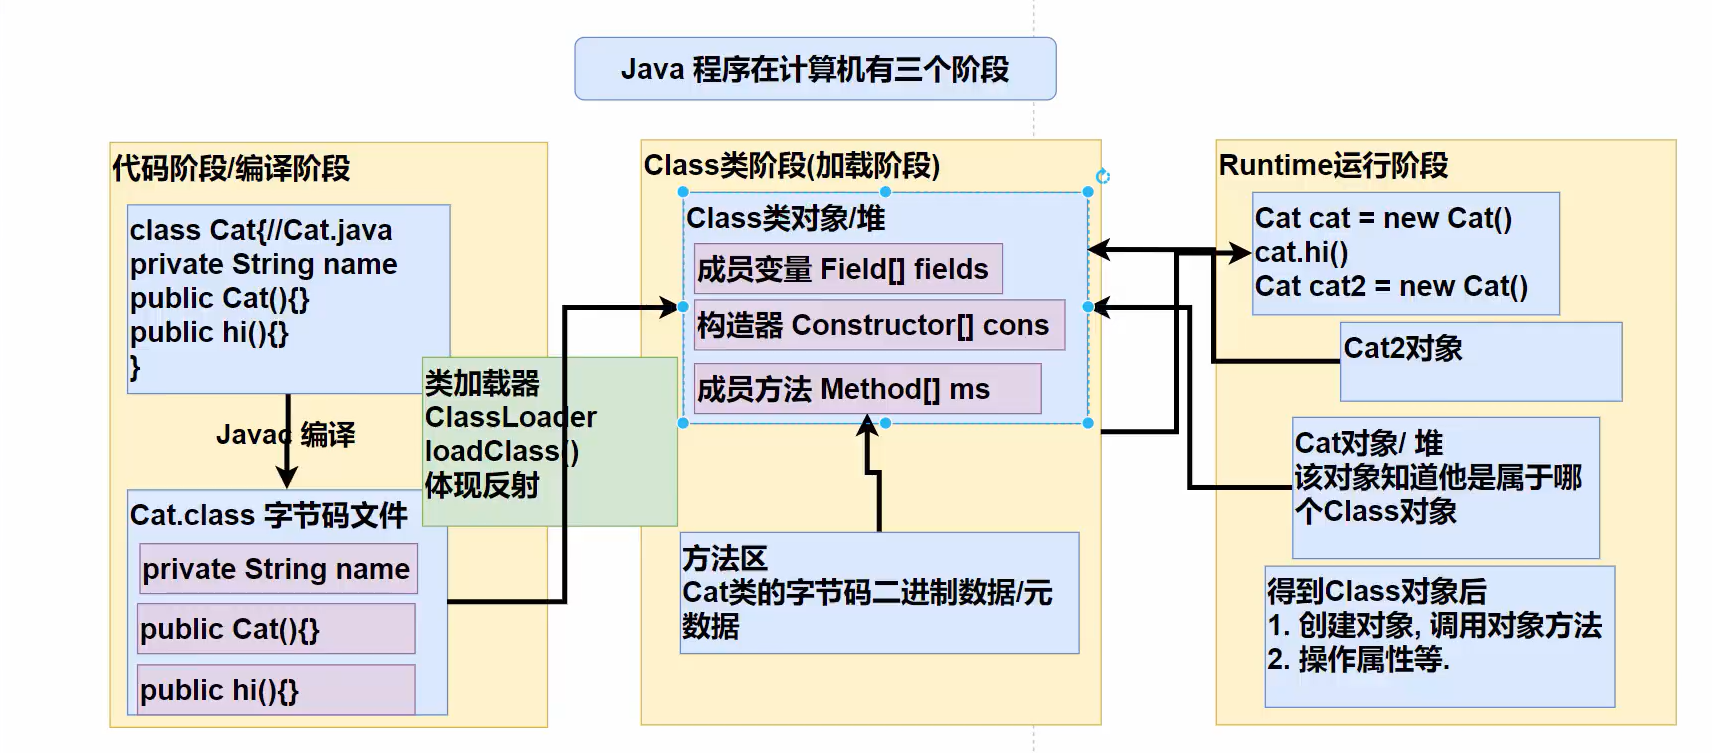 Java 程序在计算机有三个阶段
代码阶段/编译阶段
class Cat{//Cat.java
private String name
public Cat(){}
public hi(){}
}
Javac 编译
Cat.class 字节码文件
private String name
public Cat(){}
public hi(){}
类加载器
ClassLoader
loadClass()
体现反射
Class类阶段(加载阶段)
Class类对象/堆
成员变量 Field[] fields
构造器 Constructor[] cons
成员方法 Method[] ms
方法区
Cat类的字节码二进制数据/元
数据
Runtime运行阶段
Cat cat = new Cat()
cat.hi()
Cat cat2 = new Cat()
Cat2对象
Cat对象/ 堆
该对象知道他是属于哪
个Class对象
得到Class对象后
1. 创建对象, 调用对象方法
2. 操作属性等.